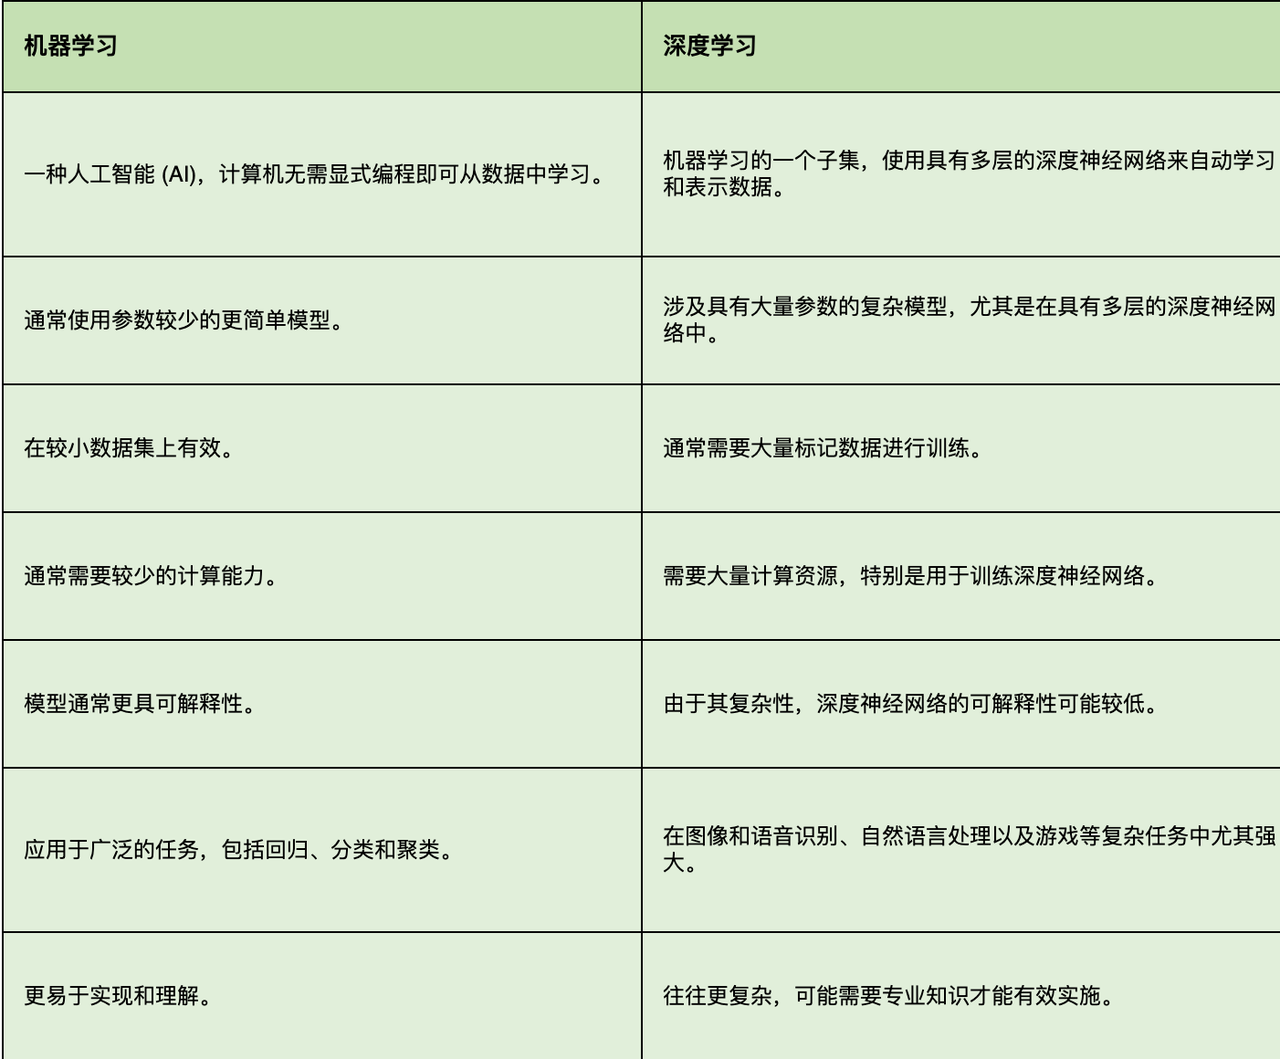 机器学习
深度学习
一种人工智能 (AI)，计算机无需显式编程即可从数据中学习。
机器学习的一个子集，使用具有多层的深度神经网络来自动学习
和表示数据。
通常使用参数较少的更简单模型。
涉及具有大量参数的复杂模型，尤其是在具有多层的深度神经网
络中。
在较小数据集上有效。
通常需要大量标记数据进行训练。
通常需要较少的计算能力。
需要大量计算资源，特别是用于训练深度神经网络。
模型通常更具可解释性。
由于其复杂性，深度神经网络的可解释性可能较低。
应用于广泛的任务，包括回归、分类和聚类。
在图像和语音识别、自然语言处理以及游戏等复杂任务中尤其强
大。
更易于实现和理解。
往往更复杂，可能需要专业知识才能有效实施。